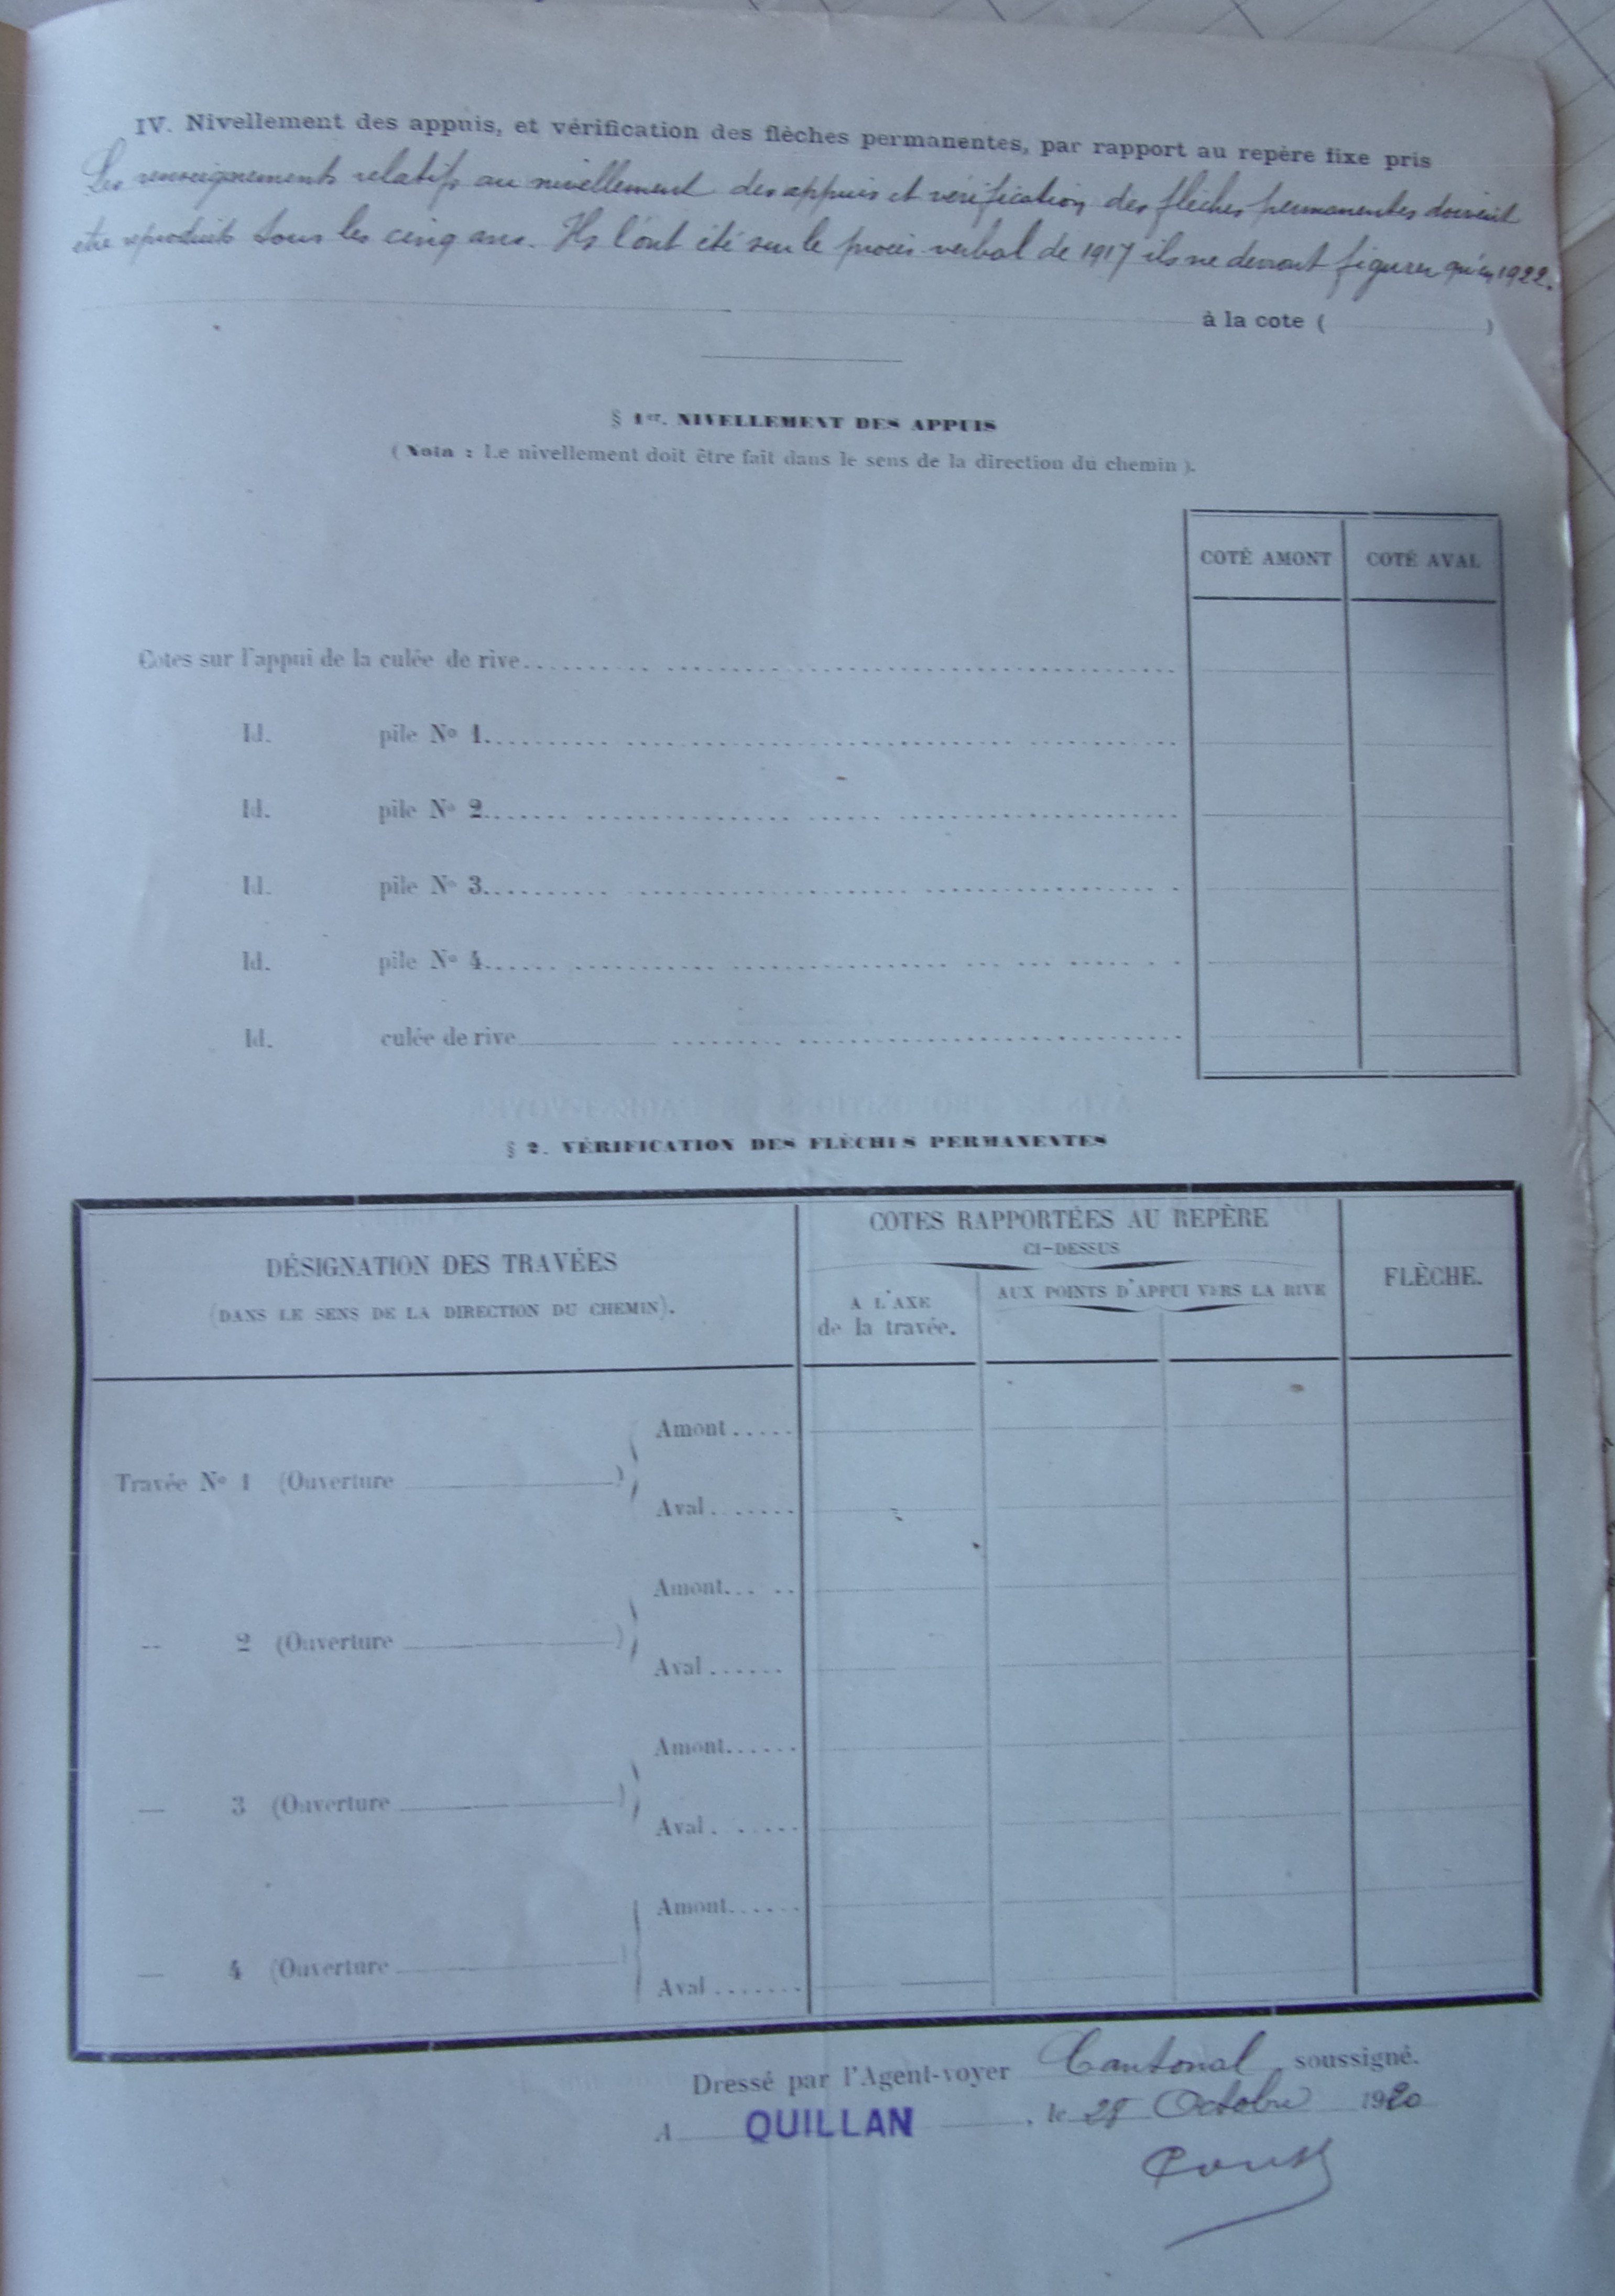 IV. Nivellement des appuis, et vérification des flèches permanentes, par rapport au repère fixe pris
Les renseignements relatifs au nivellement des appuis et vérification des flèches permanentes doivent
être reproduits tous les cinq ans. Ils l'ont été sur le procès-verbal de 1917 ils ne devront figurer qu'en 1922.
à la cote ( )
§ 1er. NIVELLEMENT DES APPUIS
( Nota : Le nivellement doit être fait dans le sens de la direction du chemin ).
COTÉ AMONT COTÉ AVAL
Cotes sur l'appui de la culée de rive
Id. pile No 1
Id. pile No 2
Id. pile No 3
Id. pile No 4
Id. culée de rive
§ 2. VÉRIFICATION DES FLÈCHES PERMANENTES
DÉSIGNATION DES TRAVÉES
(DANS LE SENS DE LA DIRECTION DU CHEMIN).
COTES RAPPORTÉES AU REPÈRE
CI-DESSUS
A L'AXE
de la travée.
AUX POINTS D'APPUI VERS LA RIVE
FLÈCHE.
Amont
Travée No 1 (Ouverture )
Aval
Amont
-- 2 (Ouverture )
Aval
Amont
— 3 (Ouverture )
Aval
Amont
— 4 (Ouverture )
Aval
Dressé par l'Agent-voyer Cantonal soussigné.
A QUILLAN , le 28 Octobre 1920